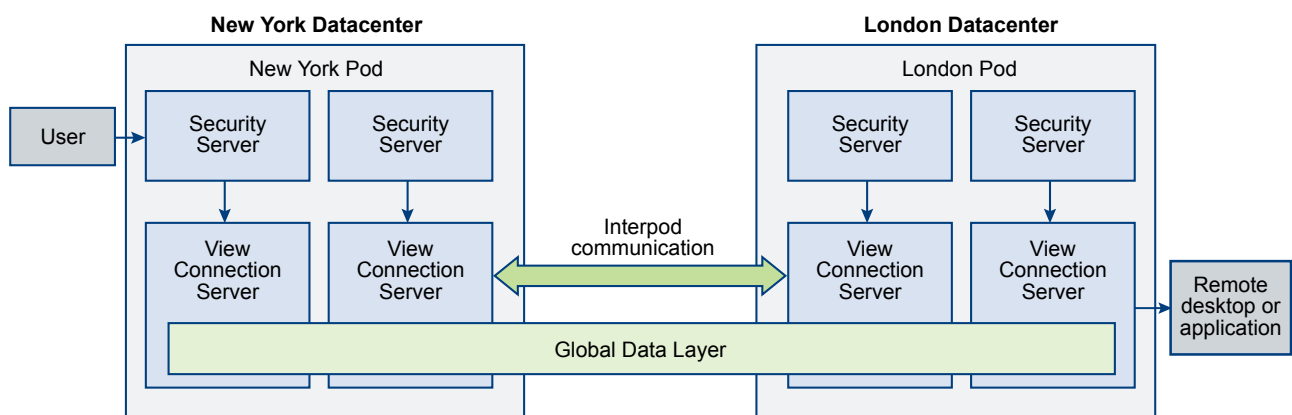 New York Datacenter
New York Pod
User
Security
Server
Security
Server
View
Connection
Server
View
Connection
Server
Interpod
communication
London Datacenter
London Pod
Security
Server
Security
Server
View
Connection
Server
View
Connection
Server
Remote
desktop or
application
Global Data Layer